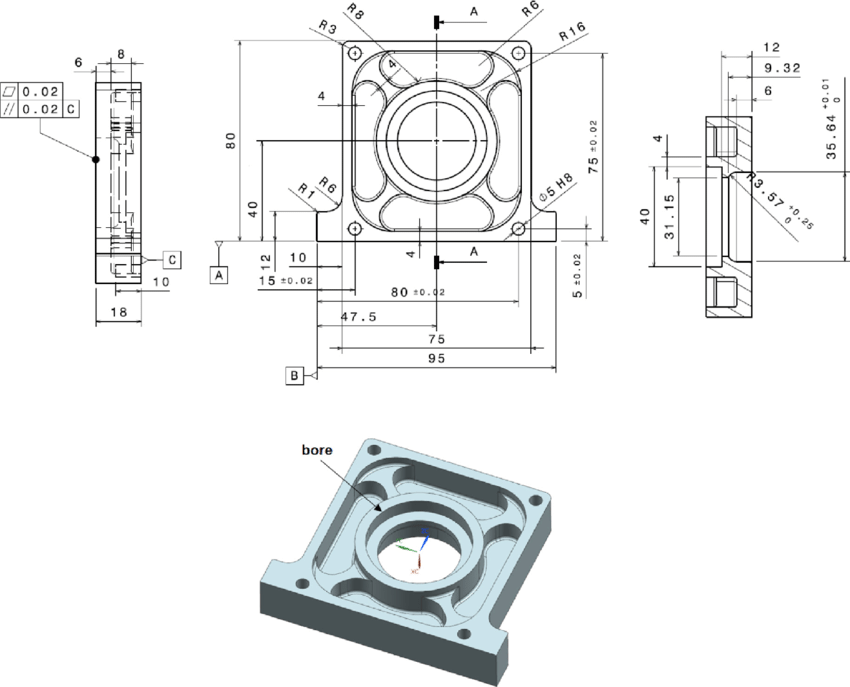 6
8
▱ 0.02
// 0.02 C
C
10
18
A
R3
R8
R6
R16
4
4
80
40
12
R1
R6
75 ±0.02
Φ5 H8
5 ±0.02
4
A
A
10
15 ±0.02
80 ±0.02
47.5
75
95
B
12
9.32
6
4
40
31.15
R3.57 +0.25
0
35.64 +0.01
0
bore
XC